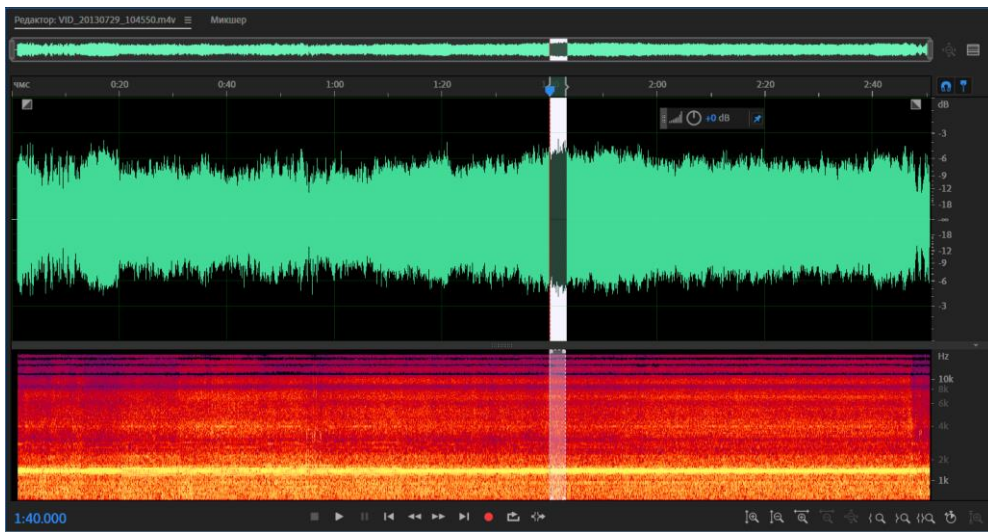 Редактор: VID_20130729_104550.m4v ≡ Микшер
чмс 0:20 0:40 1:00 1:20 2:00 2:20 2:40
dB
+0 dB
-3
-6
-9
-12
-18
-∞
-18
-12
-9
-6
-3
Hz
10k
8k
6k
4k
2k
1k
1:40.000